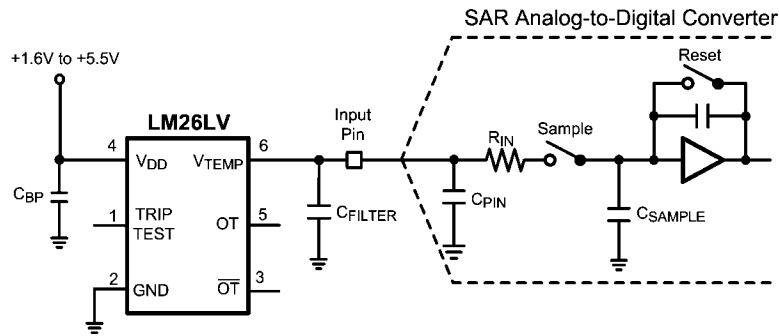 SAR Analog-to-Digital Converter
+1.6V to +5.5V
Reset
LM26LV
Input
Pin
RIN
Sample
4
VDD
VTEMP
6
CBP
CFILTER
CPIN
CSAMPLE
1
TRIP
TEST
OT
5
2
GND
O̅T̅
3